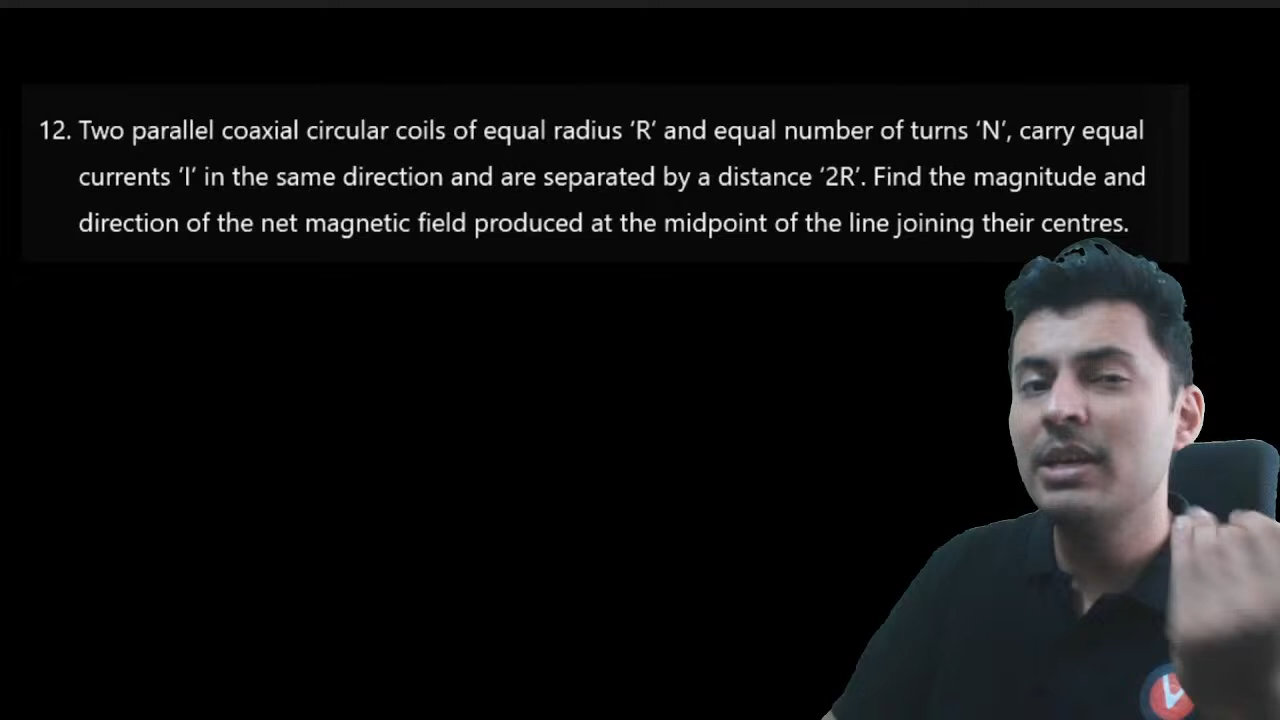 12. Two parallel coaxial circular coils of equal radius ‘R’ and equal number of turns ‘N’, carry equal
currents ‘I’ in the same direction and are separated by a distance ‘2R’. Find the magnitude and
direction of the net magnetic field produced at the midpoint of the line joining their centres.